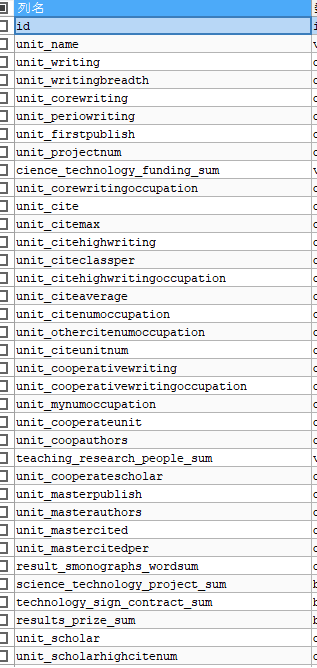 列名
id
unit_name
unit_writing
unit_writingbreadth
unit_corewriting
unit_periowriting
unit_firstpublish
unit_projectnum
cience_technology_funding_sum
unit_corewritingoccupation
unit_cite
unit_citemax
unit_citehighwriting
unit_citeclassper
unit_citehighwritingoccupation
unit_citeaverage
unit_citenumoccupation
unit_othercitenumoccupation
unit_citeunitnum
unit_cooperativewriting
unit_cooperativewritingoccupation
unit_mynumoccupation
unit_cooperateunit
unit_coopauthors
teaching_research_people_sum
unit_cooperatescholar
unit_masterpublish
unit_masterauthors
unit_mastercited
unit_mastercitedper
result_smonographs_wordsum
science_technology_project_sum
technology_sign_contract_sum
results_prize_sum
unit_scholar
unit_scholarhighcitenum